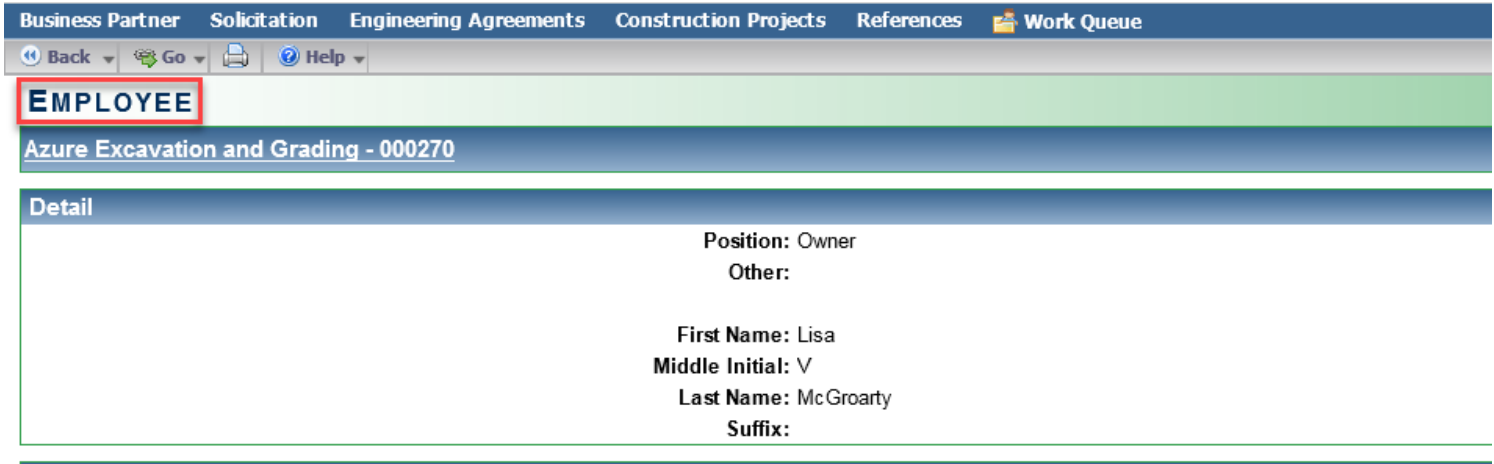 Business Partner Solicitation Engineering Agreements Construction Projects References Work Queue
Back Go Help
EMPLOYEE
Azure Excavation and Grading - 000270
Detail
Position: Owner
Other:
First Name: Lisa
Middle Initial: V
Last Name: McGroarty
Suffix: